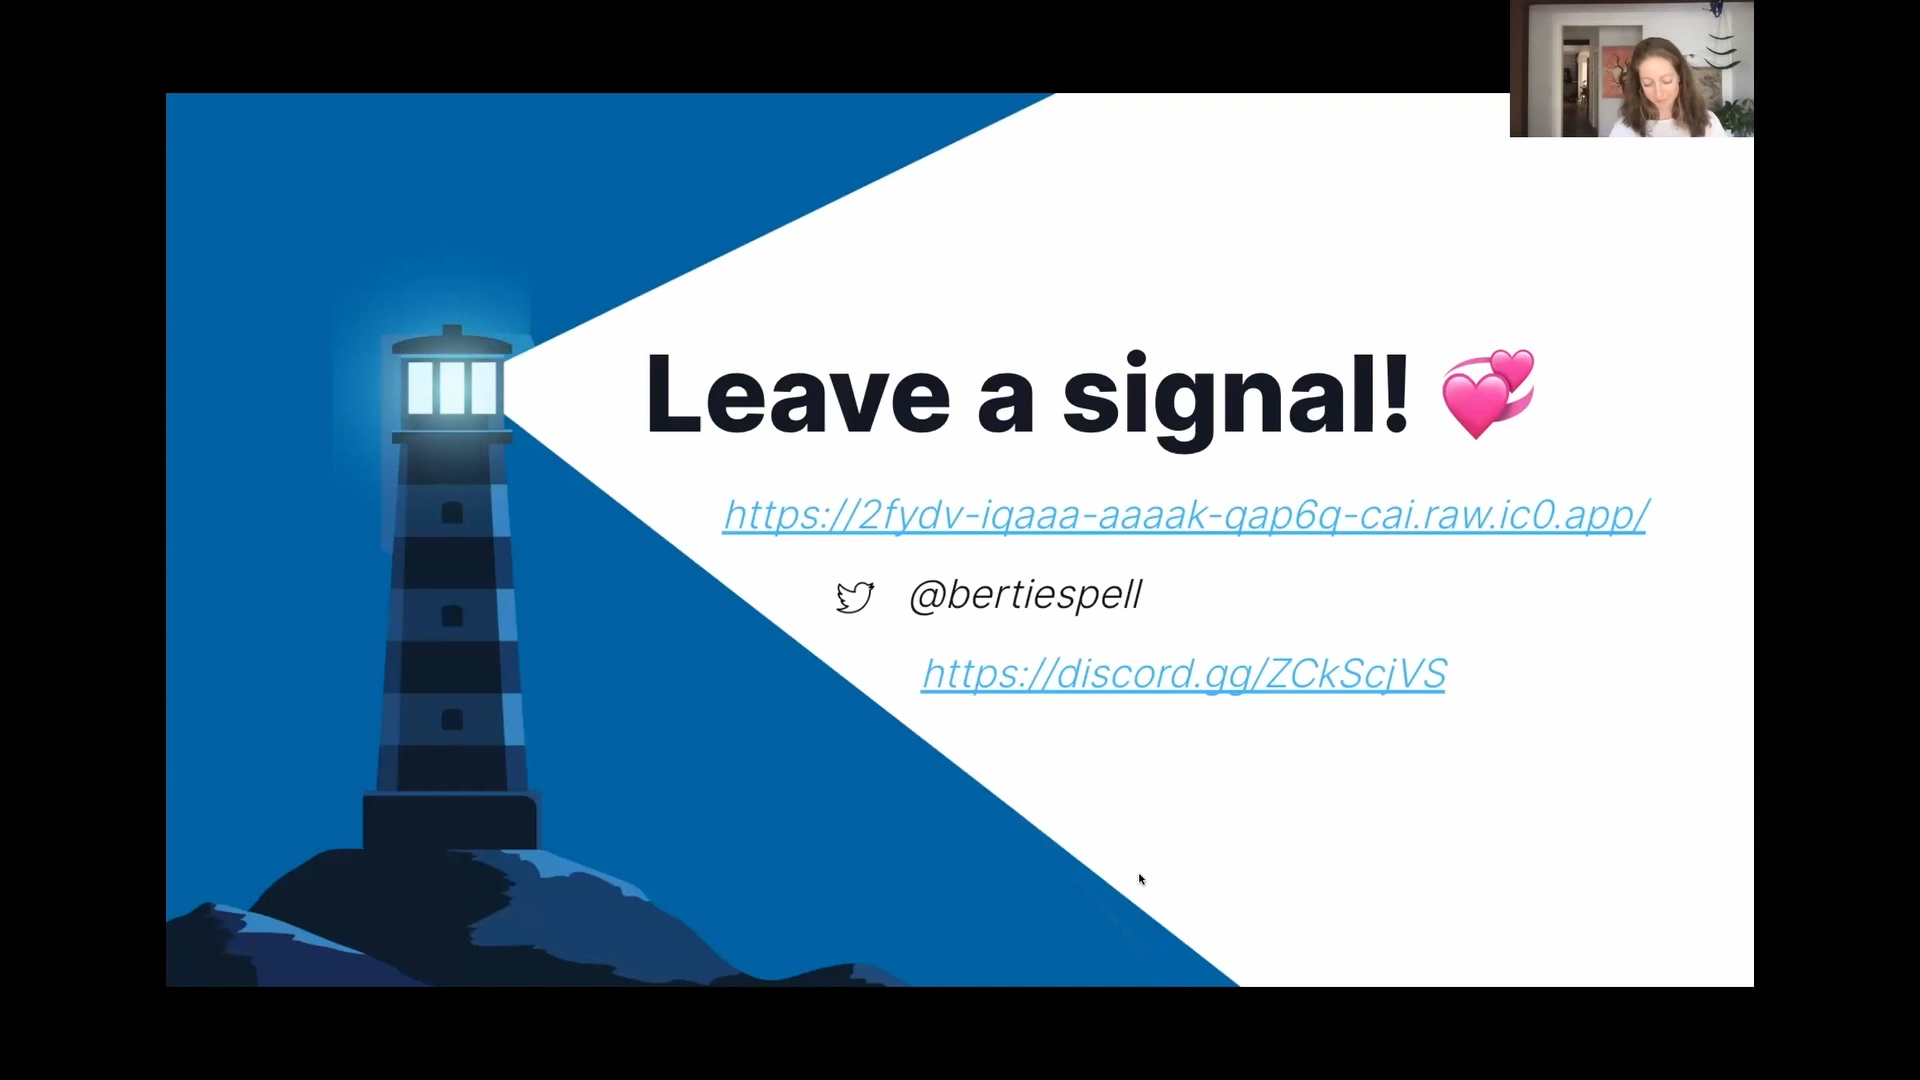 Leave a signal! 💞
https://2fydv-iqaaa-aaaak-qap6q-cai.raw.ic0.app/
@bertiespell
https://discord.gg/ZCkScjVS